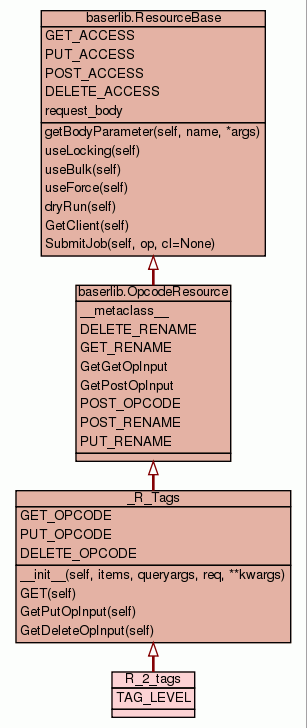 baserlib.ResourceBase
GET_ACCESS
PUT_ACCESS
POST_ACCESS
DELETE_ACCESS
request_body
getBodyParameter(self, name, *args)
useLocking(self)
useBulk(self)
useForce(self)
dryRun(self)
GetClient(self)
SubmitJob(self, op, cl=None)
baserlib.OpcodeResource
__metaclass__
DELETE_RENAME
GET_RENAME
GetGetOpInput
GetPostOpInput
POST_OPCODE
POST_RENAME
PUT_RENAME
_R_Tags
GET_OPCODE
PUT_OPCODE
DELETE_OPCODE
__init__(self, items, queryargs, req, **kwargs)
GET(self)
GetPutOpInput(self)
GetDeleteOpInput(self)
R_2_tags
TAG_LEVEL